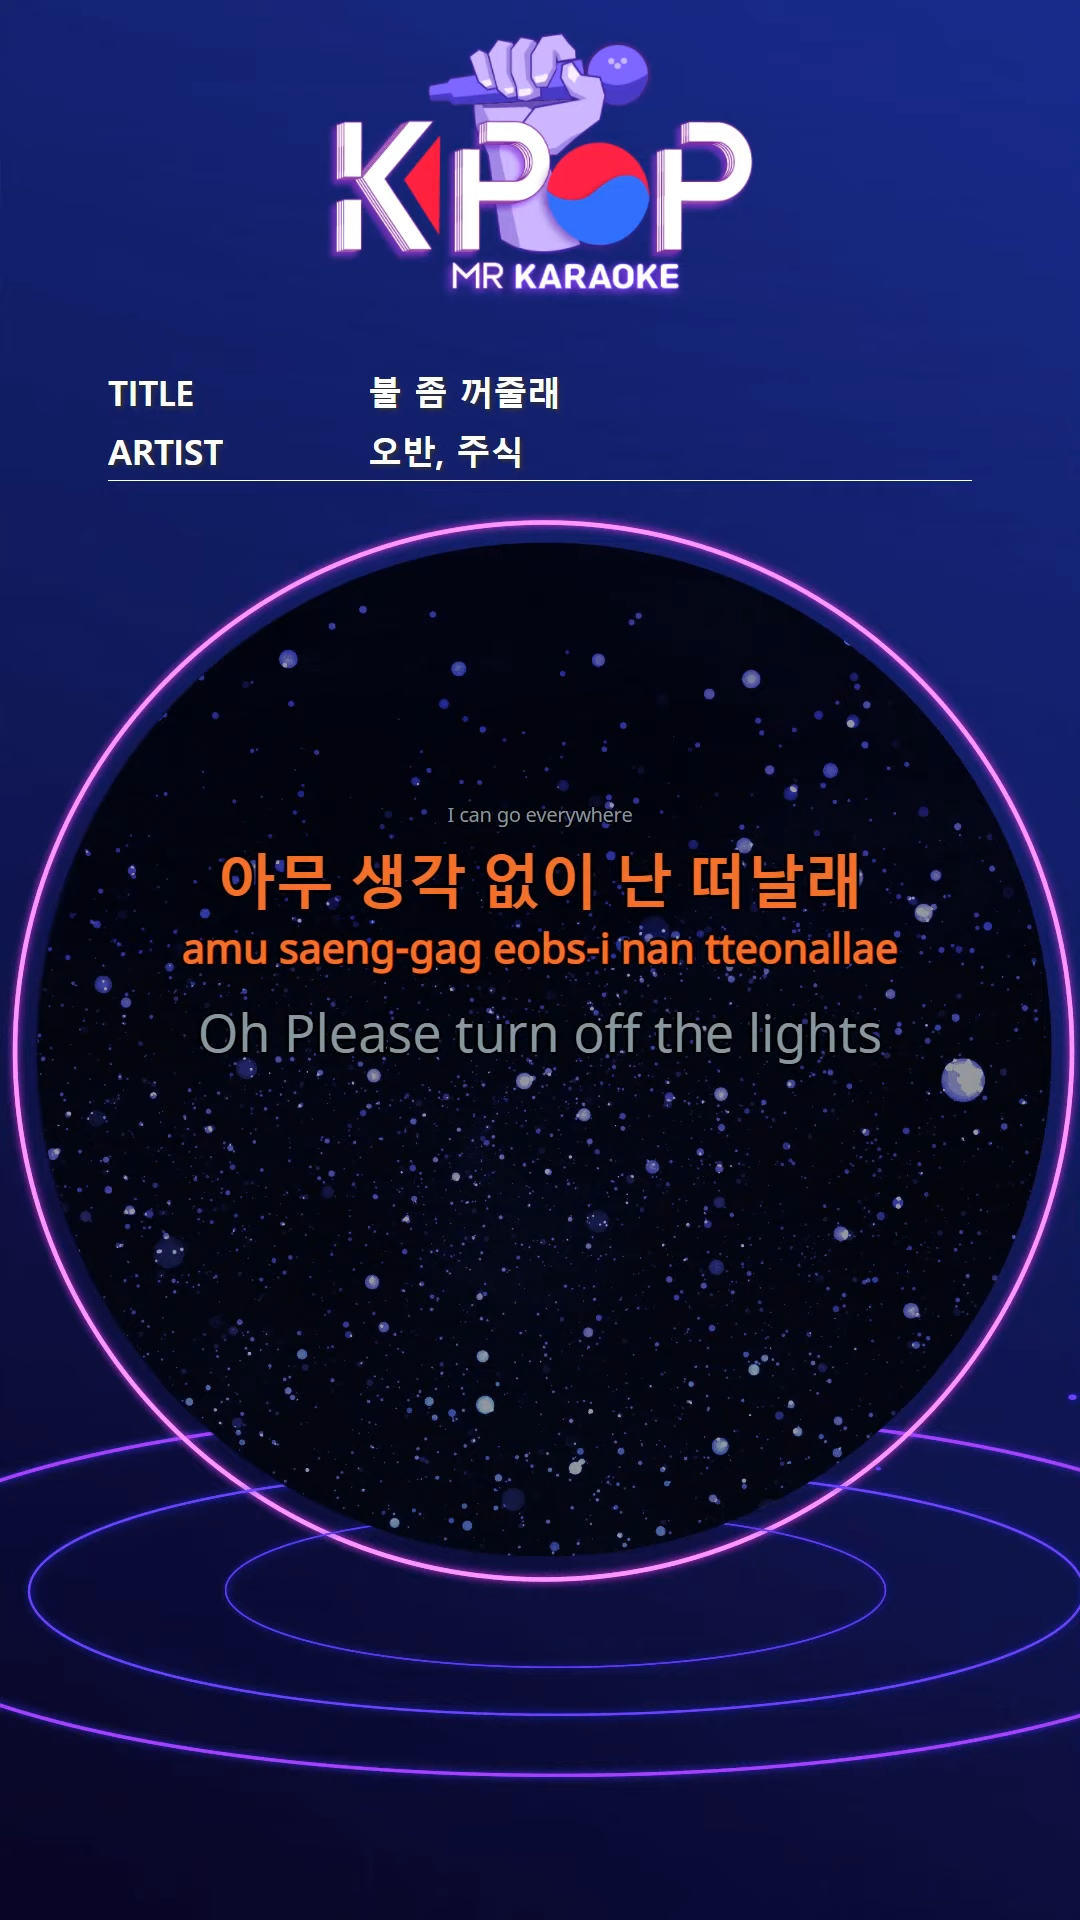 KPOP
MR KARAOKE
TITLE 불 좀 꺼줄래
ARTIST 오반, 주식
I can go everywhere
아무 생각 없이 난 떠날래
amu saeng-gag eobs-i nan tteonallae
Oh Please turn off the lights